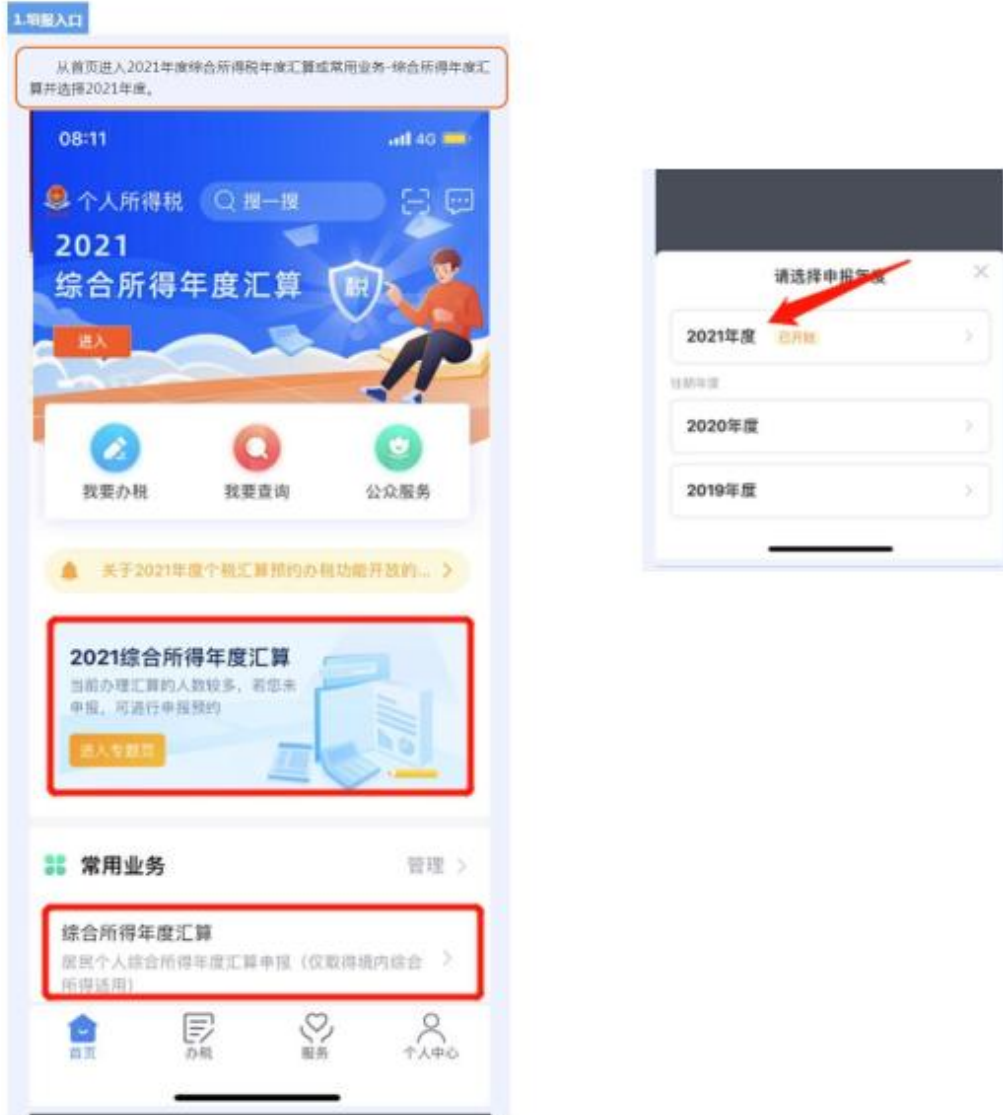 1.填报入口
从首页进入2021年度综合所得税年度汇算或常用业务-综合所得年度汇
算并选择2021年度。
08:11
4G
个人所得税
搜一搜
2021
综合所得年度汇算
税
进入
我要办税
我要查询
公众服务
关于2021年度个税汇算预约办税功能开放的...
2021综合所得年度汇算
当前办理汇算的人数较多，若您未
申报，可进行申报预约
进入专题页
常用业务
管理
综合所得年度汇算
居民个人综合所得年度汇算申报（仅取得境内综合
所得适用）
首页
办税
服务
个人中心
请选择申报年度
2021年度
已开始
往期年度
2020年度
2019年度